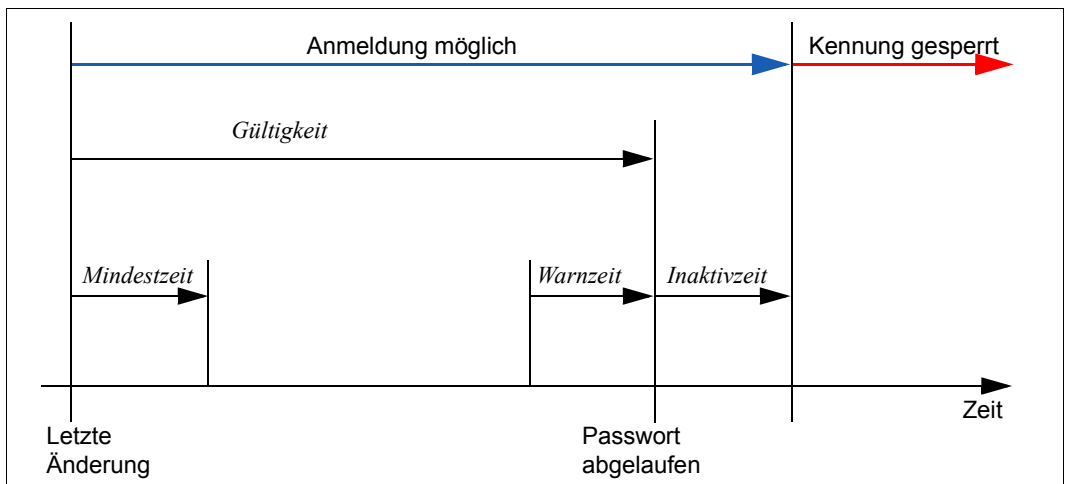 Anmeldung möglich
Kennung gesperrt
Gültigkeit
Mindestzeit
Warnzeit
Inaktivzeit
Zeit
Letzte
Änderung
Passwort
abgelaufen